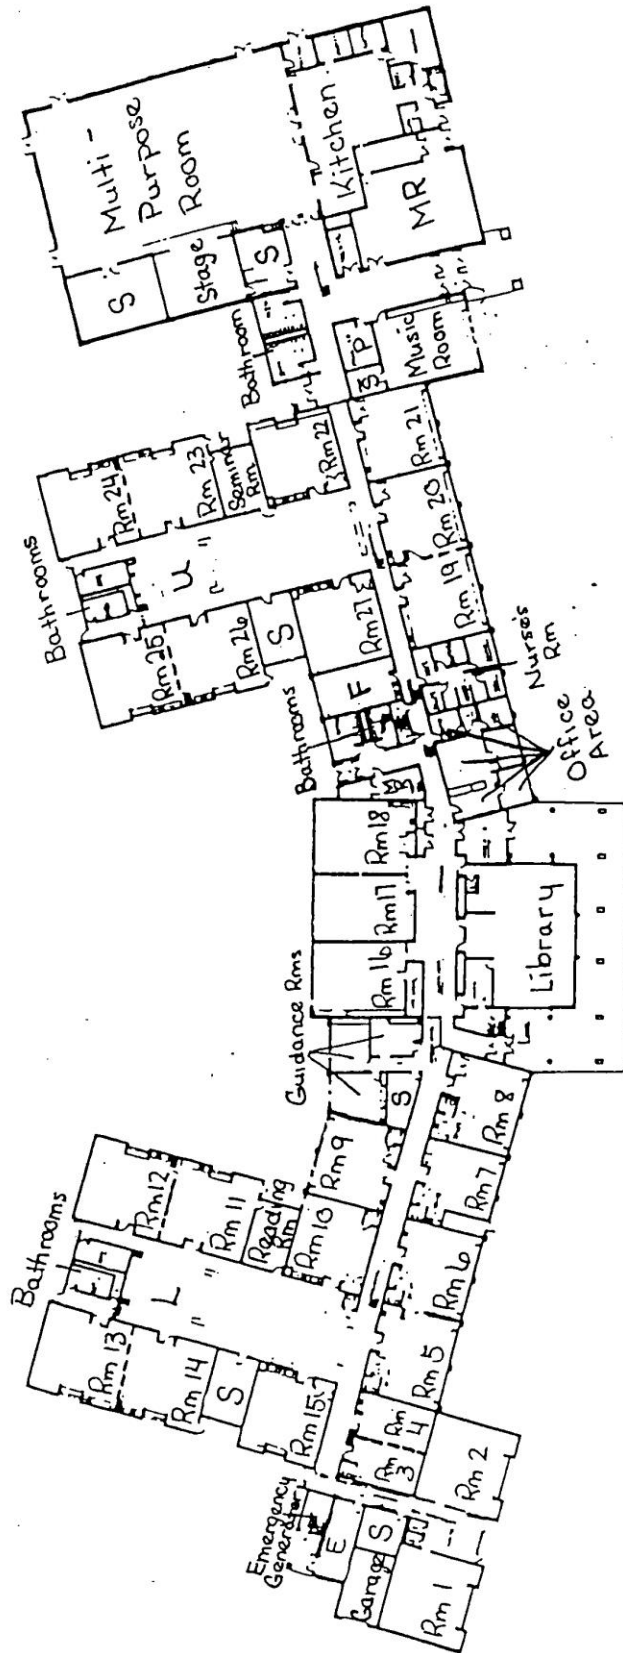 Multi-
Purpose
Room
S
Stage
S
Kitchen
MR
Bathroom
S
P
Music
Room
Rm 21
Rm 20
Rm 19
Rm 22
Seminar
Rm
Rm 23
Rm 24
Bathrooms
U
Rm 25
Rm 26
S
Rm 27
F
Bathrooms
Nurse's
Rm
Office
Area
Rm 18
Rm 17
Rm 16
Library
Guidance Rms
S
Rm 9
Rm 10
Reading
Rm
Rm 11
Rm 12
Bathrooms
L
Rm 13
Rm 14
S
Rm 15
Rm 8
Rm 7
Rm 6
Rm 5
Rm
4
Rm
3
Rm 2
Emergency
Generator
E
S
Garage
Rm 1